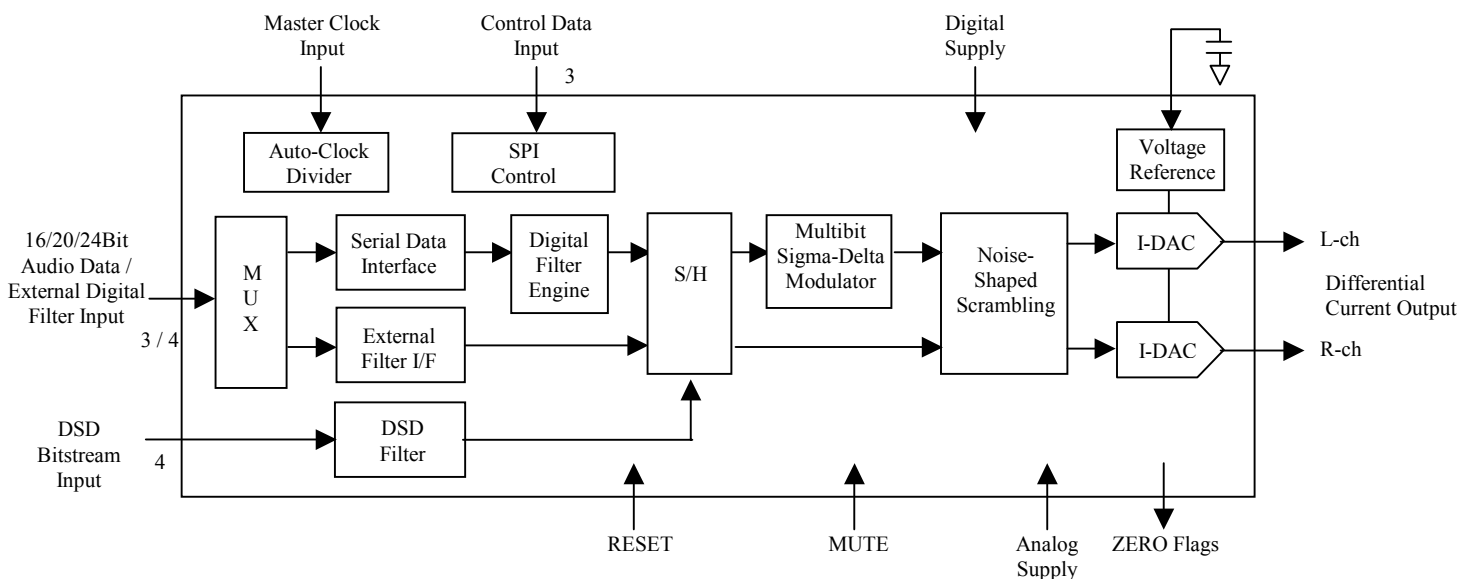 Master Clock
Input
Control Data
Input
3
Digital
Supply
Auto-Clock
Divider
SPI
Control
Voltage
Reference
16/20/24Bit
Audio Data /
External Digital
Filter Input
3 / 4
M
U
X
Serial Data
Interface
Digital
Filter
Engine
S/H
Multibit
Sigma-Delta
Modulator
Noise-
Shaped
Scrambling
I-DAC
L-ch
Differential
Current Output
External
Filter I/F
I-DAC
R-ch
DSD
Bitstream
Input
4
DSD
Filter
RESET
MUTE
Analog
Supply
ZERO Flags